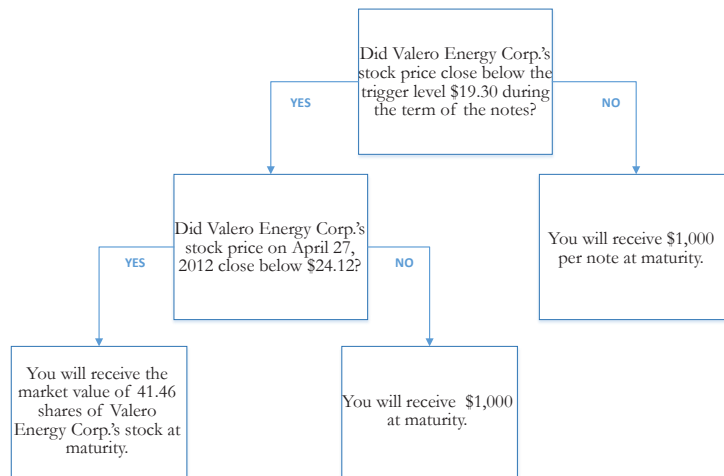 Did Valero Energy Corp.'s
stock price close below the
trigger level $19.30 during
the term of the notes?
YES
NO
Did Valero Energy Corp.'s
stock price on April 27,
2012 close below $24.12?
You will receive $1,000
per note at maturity.
YES
NO
You will receive the
market value of 41.46
shares of Valero
Energy Corp.'s stock at
maturity.
You will receive $1,000
at maturity.